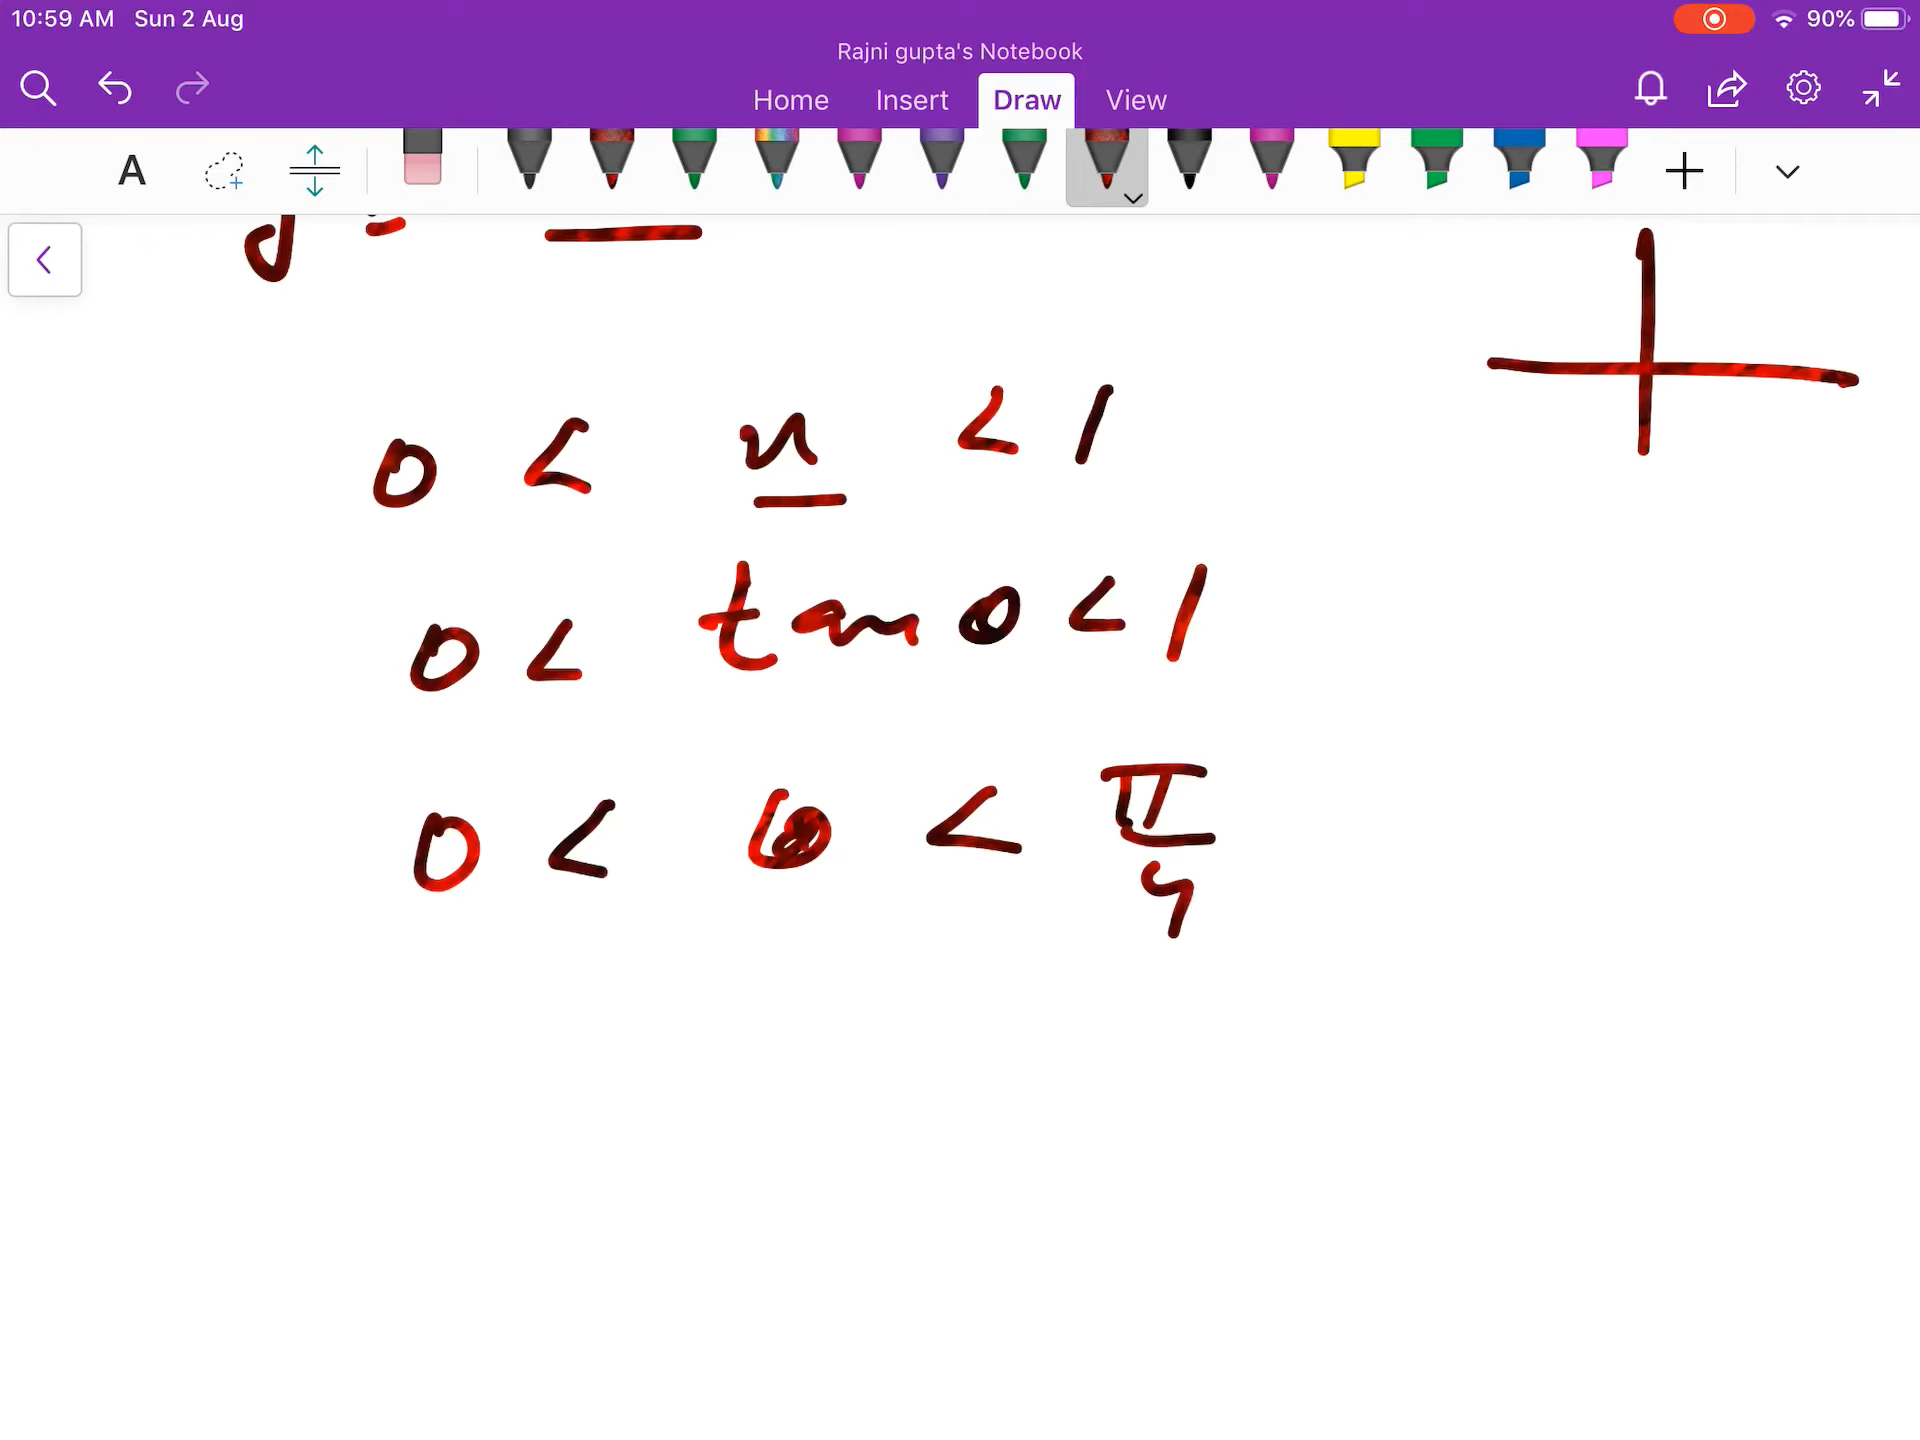 10:59 AM Sun 2 Aug 90%
Rajni gupta's Notebook
Home Insert Draw View
A
y =
0 < x < 1
0 < tan θ < 1
0 < θ < π/4